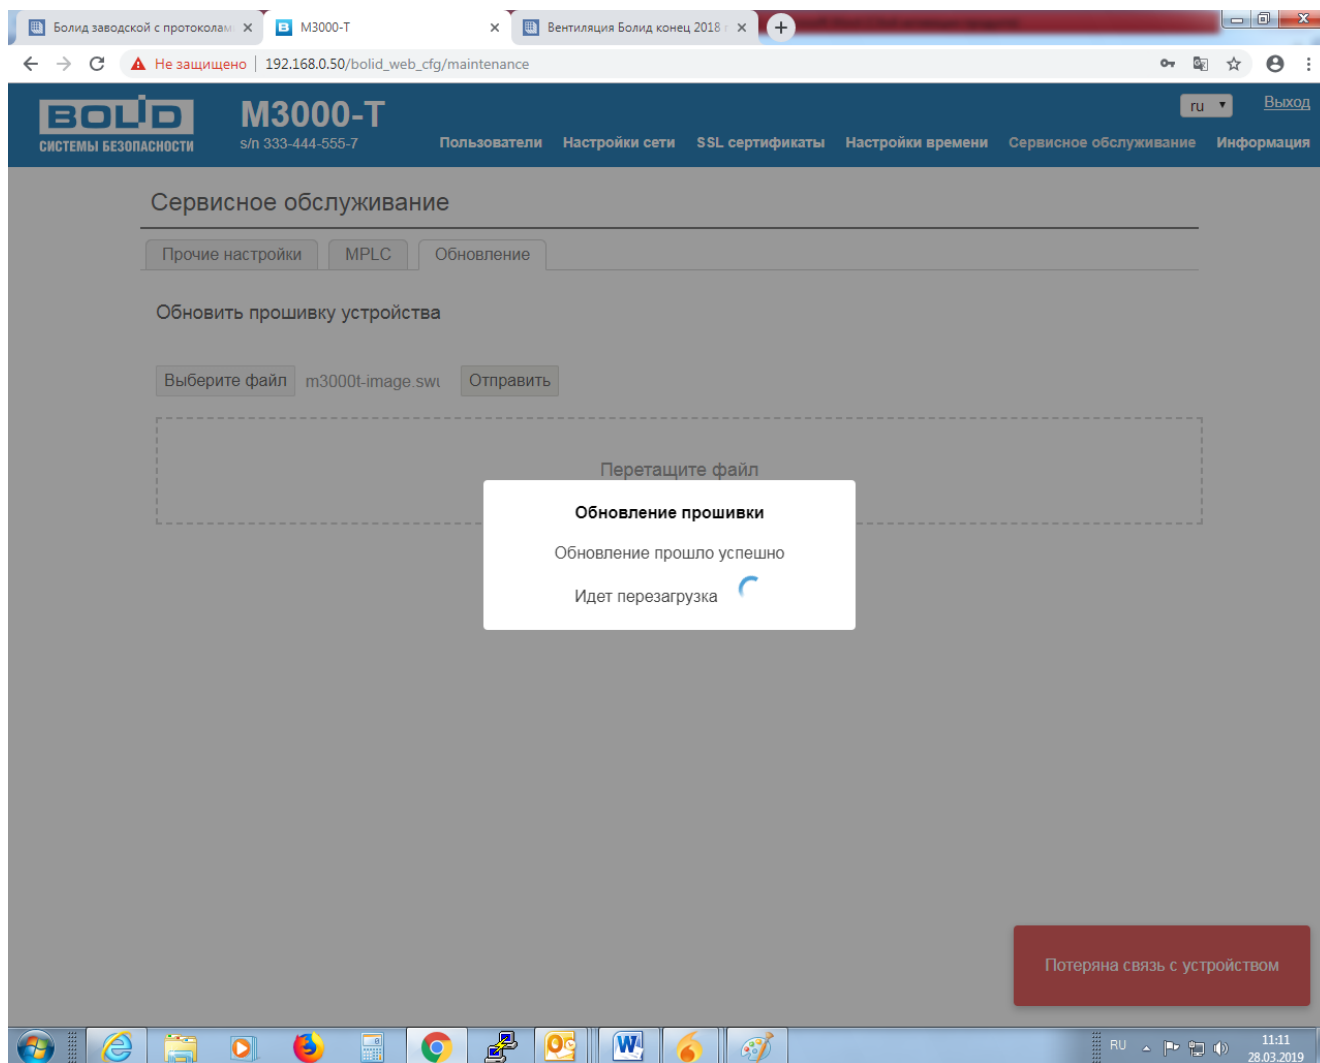 Болид заводской с протоколам
M3000-T
Вентиляция Болид конец 2018 г
Не защищено | 192.168.0.50/bolid_web_cfg/maintenance
BOLID
СИСТЕМЫ БЕЗОПАСНОСТИ
M3000-T
s/n 333-444-555-7
ru
Выход
Пользователи Настройки сети SSL сертификаты Настройки времени Сервисное обслуживание Информация
Сервисное обслуживание
Прочие настройки MPLC Обновление
Обновить прошивку устройства
Выберите файл m3000t-image.swu Отправить
Перетащите файл
Обновление прошивки
Обновление прошло успешно
Идет перезагрузка
Потеряна связь с устройством
RU
11:11
28.03.2019